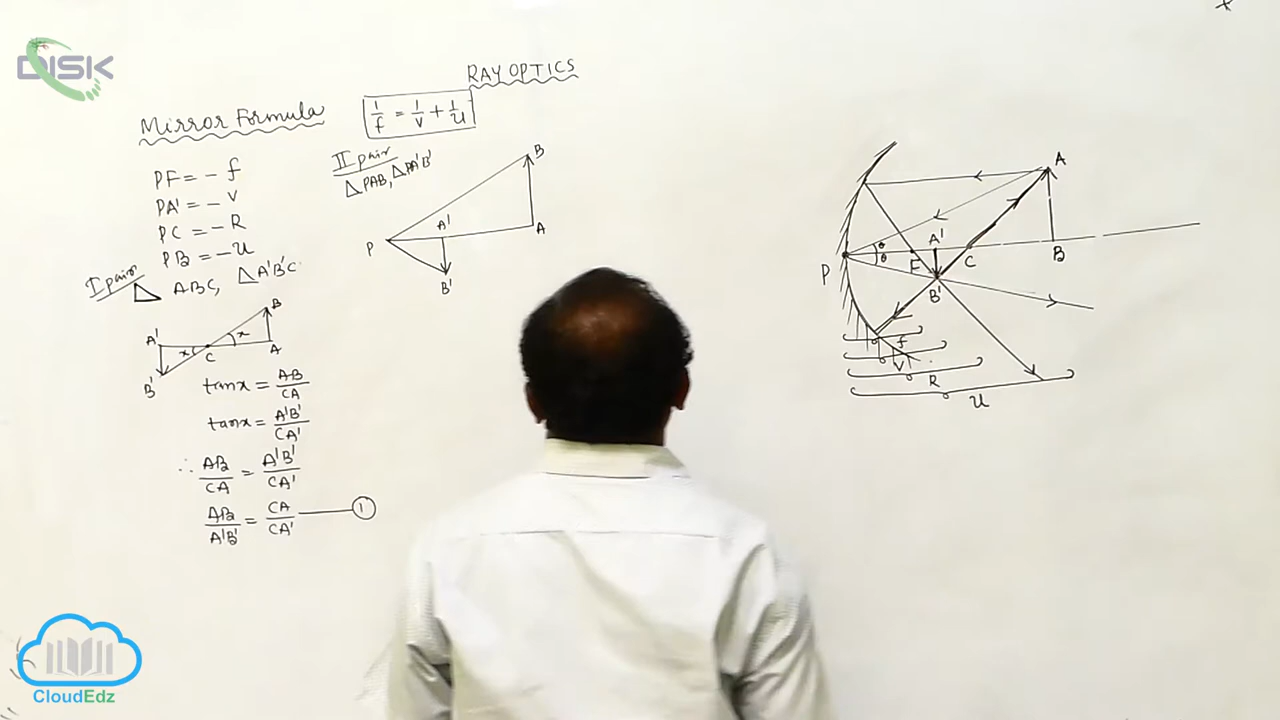 DISK
RAY OPTICS
Mirror Formula
1/f = 1/v + 1/u
PF = - f
PA' = - v
PC = - R
PB = - u
I pair
△ ABC, △A'B'C
A' B' C A B x x
tanx = AB/CA
tanx = A'B'/CA'
∴ AB/CA = A'B'/CA'
AB/A'B' = CA/CA' — ①
II pair
△PAB, △PA'B'
P A' B' A B
A
P θ θ F A' C B
B'
f
v
R
u
CloudEdz